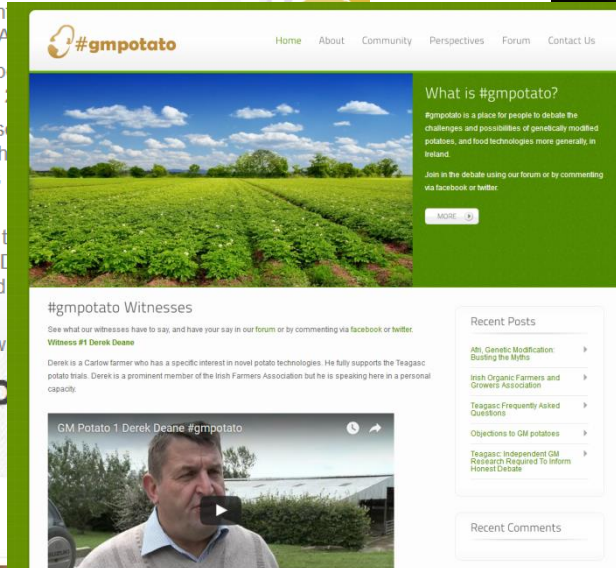 #gmpotato
Home About Community Perspectives Forum Contact Us
What is #gmpotato?
#gmpotato is a place for people to debate the
challenges and possibilities of genetically modified
potatoes, and food technologies more generally, in
Ireland.
Join in the debate using our forum or by commenting
via facebook or twitter.
MORE
#gmpotato Witnesses
See what our witnesses have to say, and have your say in our forum or by commenting via facebook or twitter.
Witness #1 Derek Deane
Derek is a Carlow farmer who has a specific interest in novel potato technologies. He fully supports the Teagasc
potato trials. Derek is a prominent member of the Irish Farmers Association but he is speaking here in a personal
capacity.
GM Potato 1 Derek Deane #gmpotato
Recent Posts
Afri, Genetic Modification:
Busting the Myths
Irish Organic Farmers and
Growers Association
Teagasc Frequently Asked
Questions
Objections to GM potatoes
Teagasc: Independent GM
Research Required To Inform
Honest Debate
Recent Comments